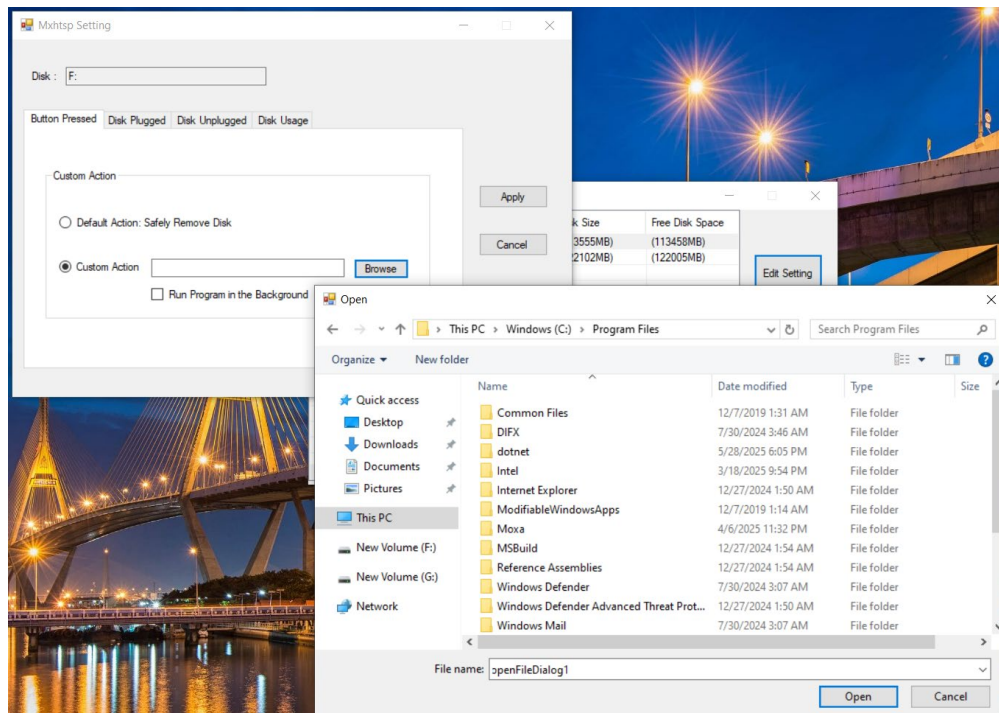 Mxhtsp Setting
Disk : F:
Button Pressed Disk Plugged Disk Unplugged Disk Usage
Custom Action
Default Action: Safely Remove Disk
Custom Action Browse
Run Program in the Background
Apply
Cancel
k Size Free Disk Space
3555MB) (113458MB)
2102MB) (122005MB)
Edit Setting
Open
This PC > Windows (C:) > Program Files
Search Program Files
Organize New folder
Quick access
Desktop
Downloads
Documents
Pictures
This PC
New Volume (F:)
New Volume (G:)
Network
Name Date modified Type Size
Common Files 12/7/2019 1:31 AM File folder
DIFX 7/30/2024 3:46 AM File folder
dotnet 5/28/2025 6:05 PM File folder
Intel 3/18/2025 9:54 PM File folder
Internet Explorer 12/27/2024 1:50 AM File folder
ModifiableWindowsApps 12/7/2019 1:14 AM File folder
Moxa 4/6/2025 11:32 PM File folder
MSBuild 12/27/2024 1:54 AM File folder
Reference Assemblies 12/27/2024 1:54 AM File folder
Windows Defender 7/30/2024 3:07 AM File folder
Windows Defender Advanced Threat Prot... 12/27/2024 1:50 AM File folder
Windows Mail 7/30/2024 3:07 AM File folder
File name: openFileDialog1
Open Cancel